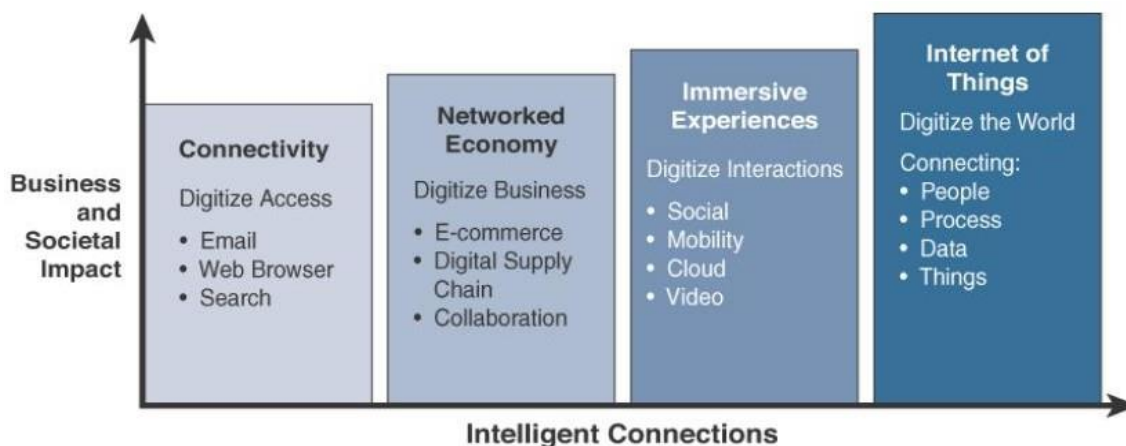 Business
and
Societal
Impact
Connectivity
Digitize Access
• Email
• Web Browser
• Search
Networked
Economy
Digitize Business
• E-commerce
• Digital Supply
Chain
• Collaboration
Immersive
Experiences
Digitize Interactions
• Social
• Mobility
• Cloud
• Video
Internet of
Things
Digitize the World
Connecting:
• People
• Process
• Data
• Things
Intelligent Connections